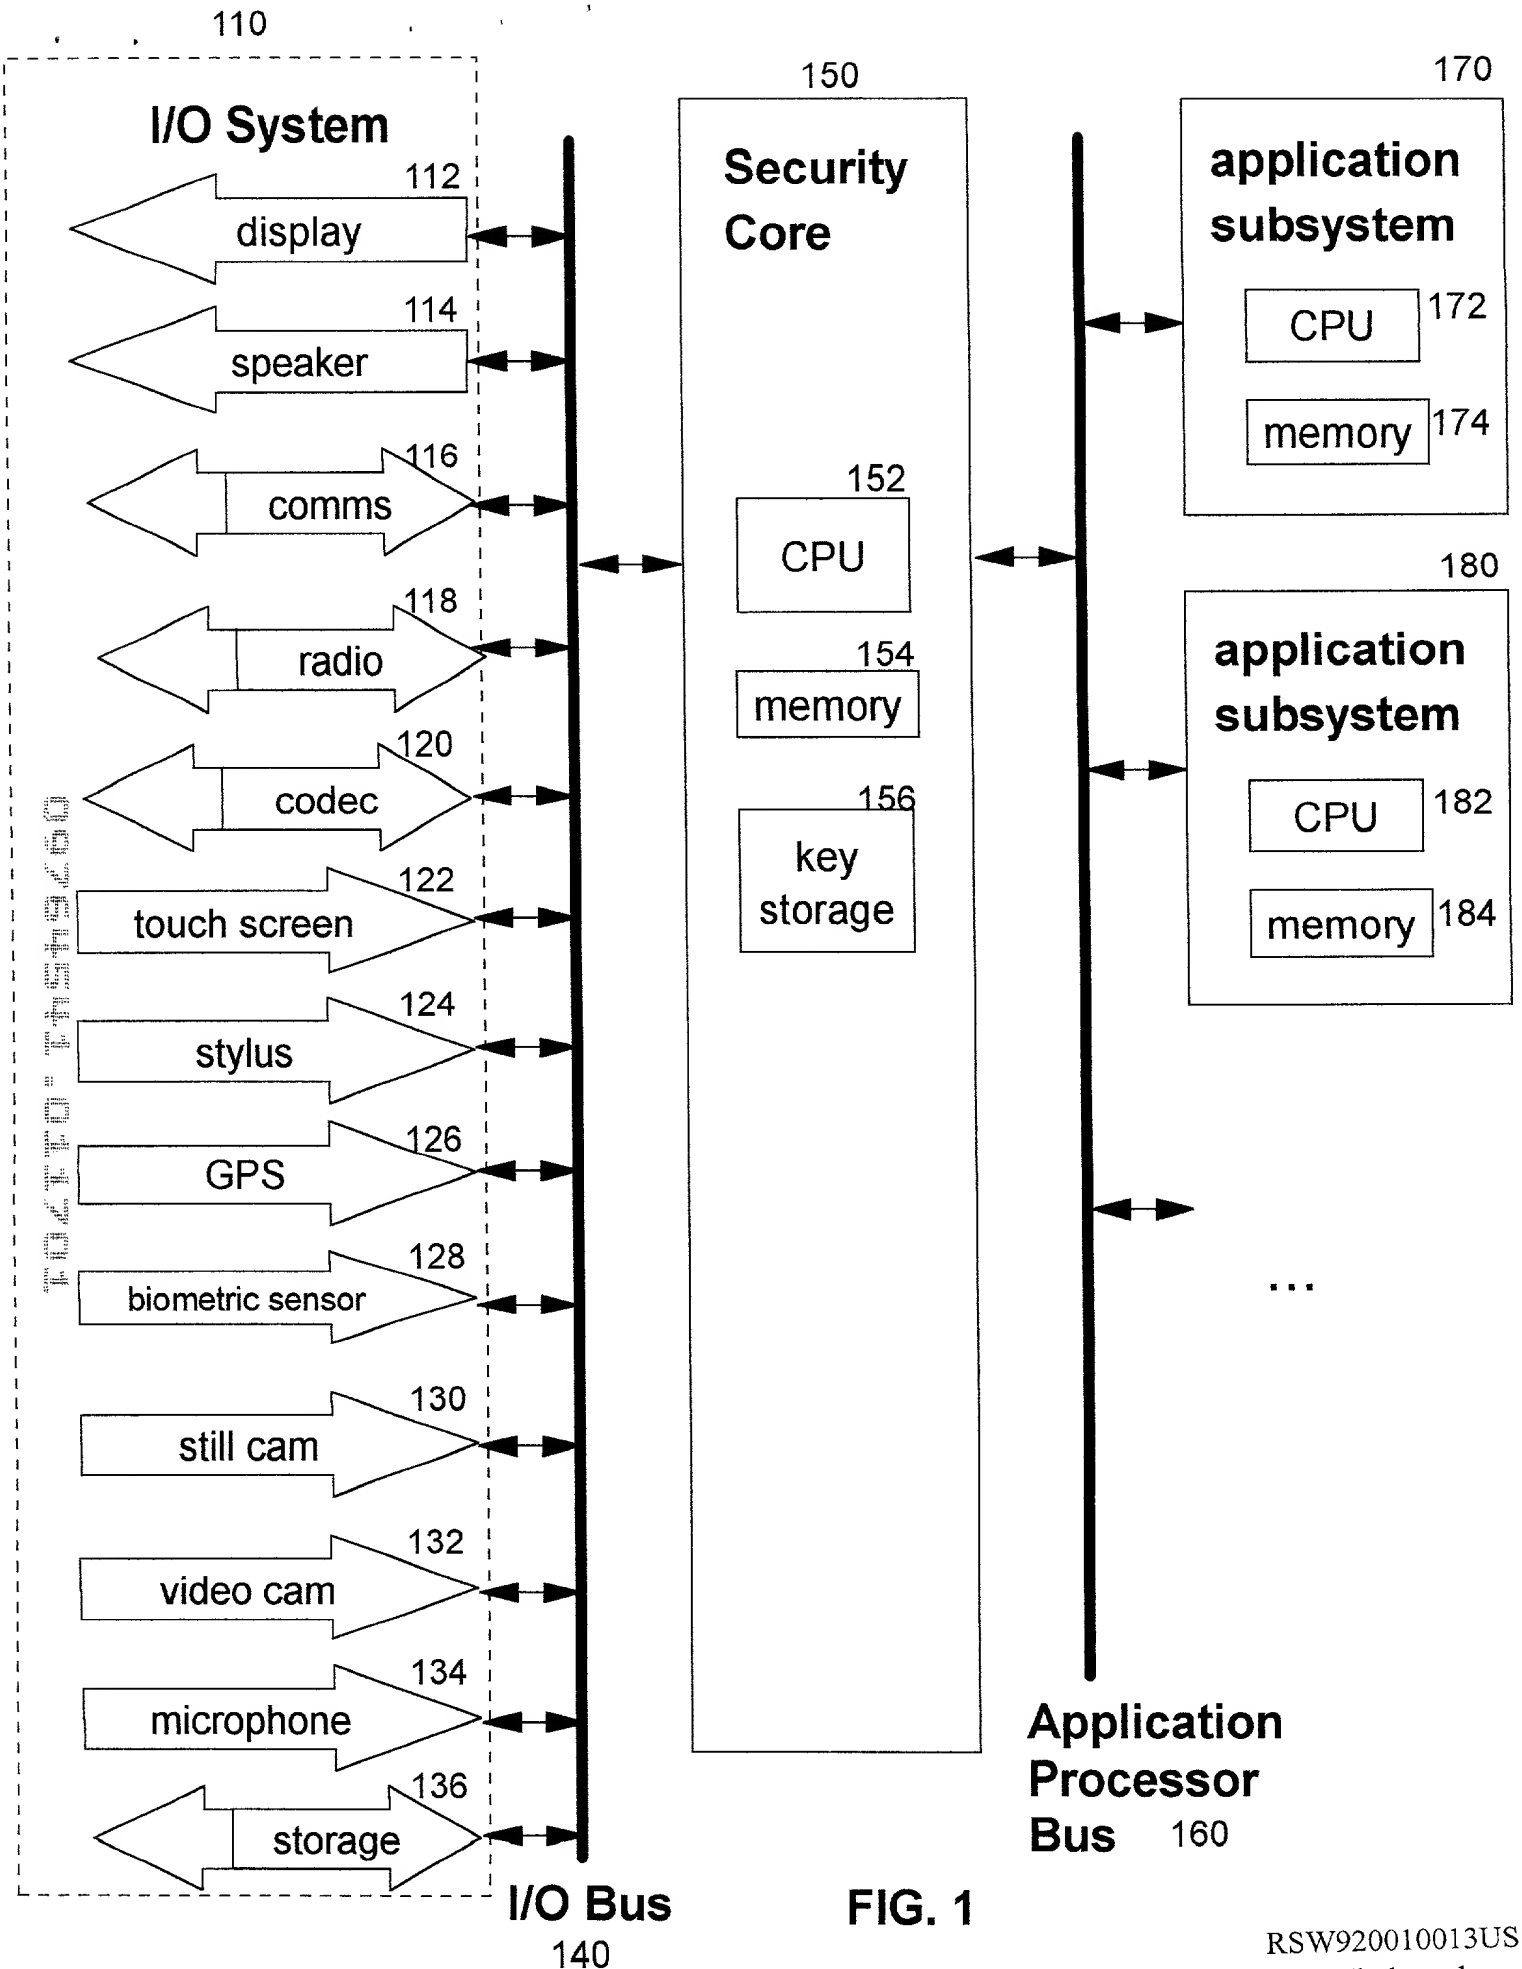 110
I/O System
112
display
114
speaker
116
comms
118
radio
120
codec
122
touch screen
124
stylus
126
GPS
128
biometric sensor
130
still cam
132
video cam
134
microphone
136
storage
I/O Bus
140
150
Security
Core
152
CPU
154
memory
156
key
storage
Application
Processor
Bus 160
170
application
subsystem
CPU 172
memory 174
180
application
subsystem
CPU 182
memory 184
...
FIG. 1
RSW920010013US